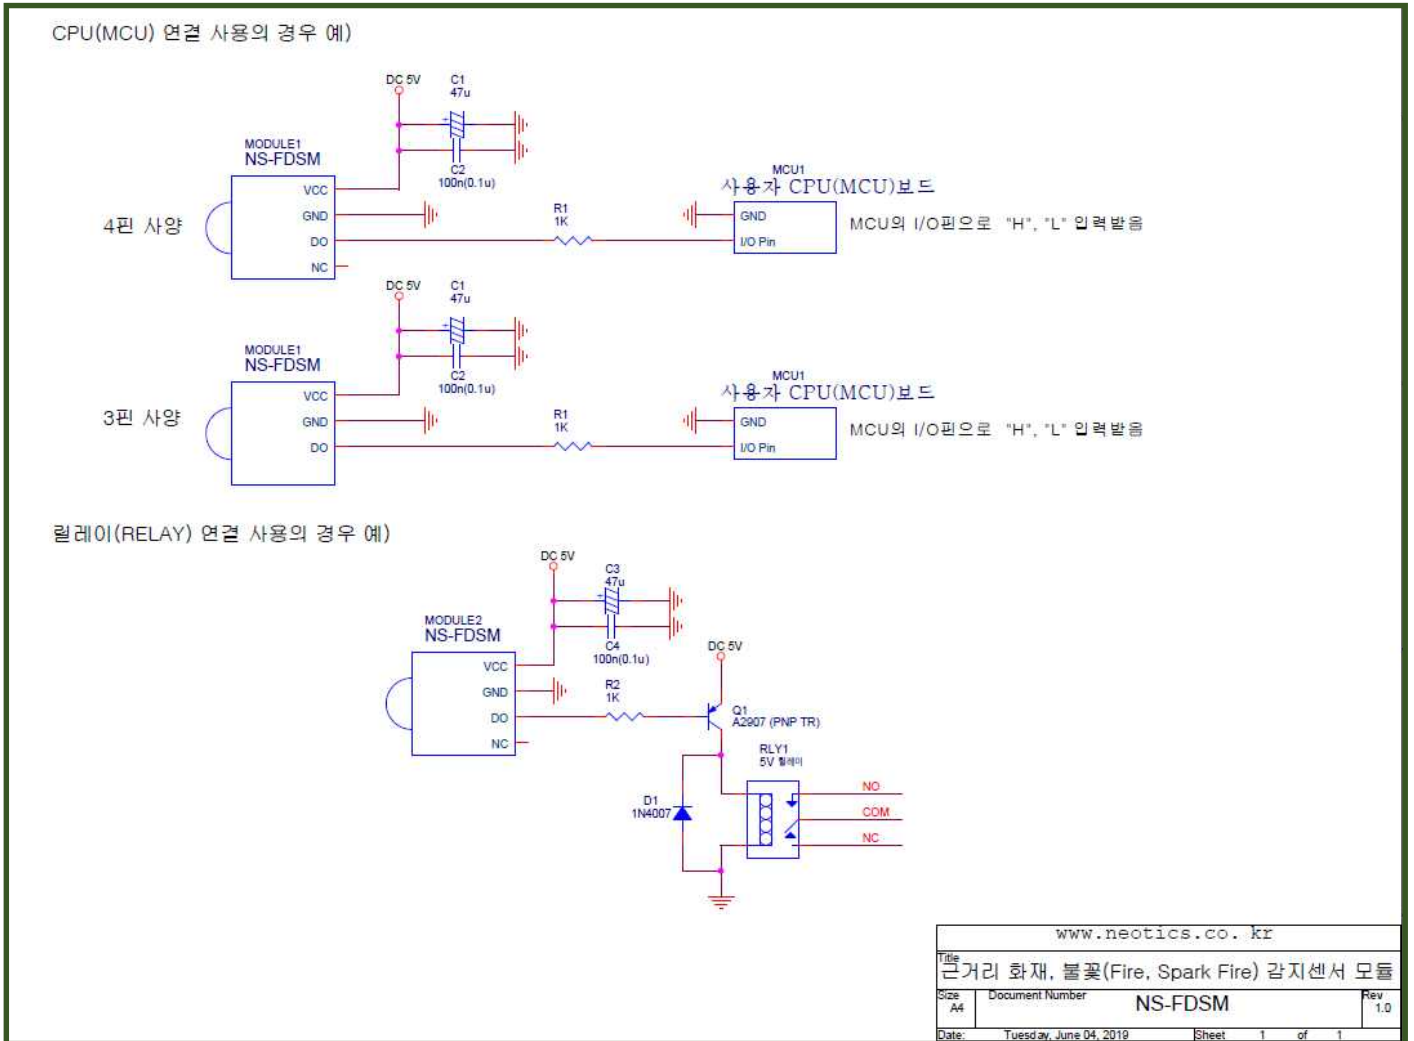 CPU(MCU) 연결 사용의 경우 예)
DC 5V
C1
47u
C2
100n(0.1u)
MODULE1
NS-FDSM
4핀 사양
VCC
GND
DO
NC
R1
1K
MCU1
사용자 CPU(MCU)보드
GND
I/O Pin
MCU의 I/O핀으로 "H", "L" 입력받음
DC 5V
C1
47u
C2
100n(0.1u)
MODULE1
NS-FDSM
3핀 사양
VCC
GND
DO
R1
1K
MCU1
사용자 CPU(MCU)보드
GND
I/O Pin
MCU의 I/O핀으로 "H", "L" 입력받음
릴레이(RELAY) 연결 사용의 경우 예)
DC 5V
C3
47u
C4
100n(0.1u)
MODULE2
NS-FDSM
VCC
GND
DO
NC
R2
1K
DC 5V
Q1
A2907 (PNP TR)
RLY1
5V 릴레이
D1
1N4007
NO
COM
NC
www.neotics.co.kr
Title
근거리 화재, 불꽃(Fire, Spark Fire) 감지센서 모듈
Size
A4
Document Number
NS-FDSM
Rev
1.0
Date: Tuesday, June 04, 2019 Sheet 1 of 1